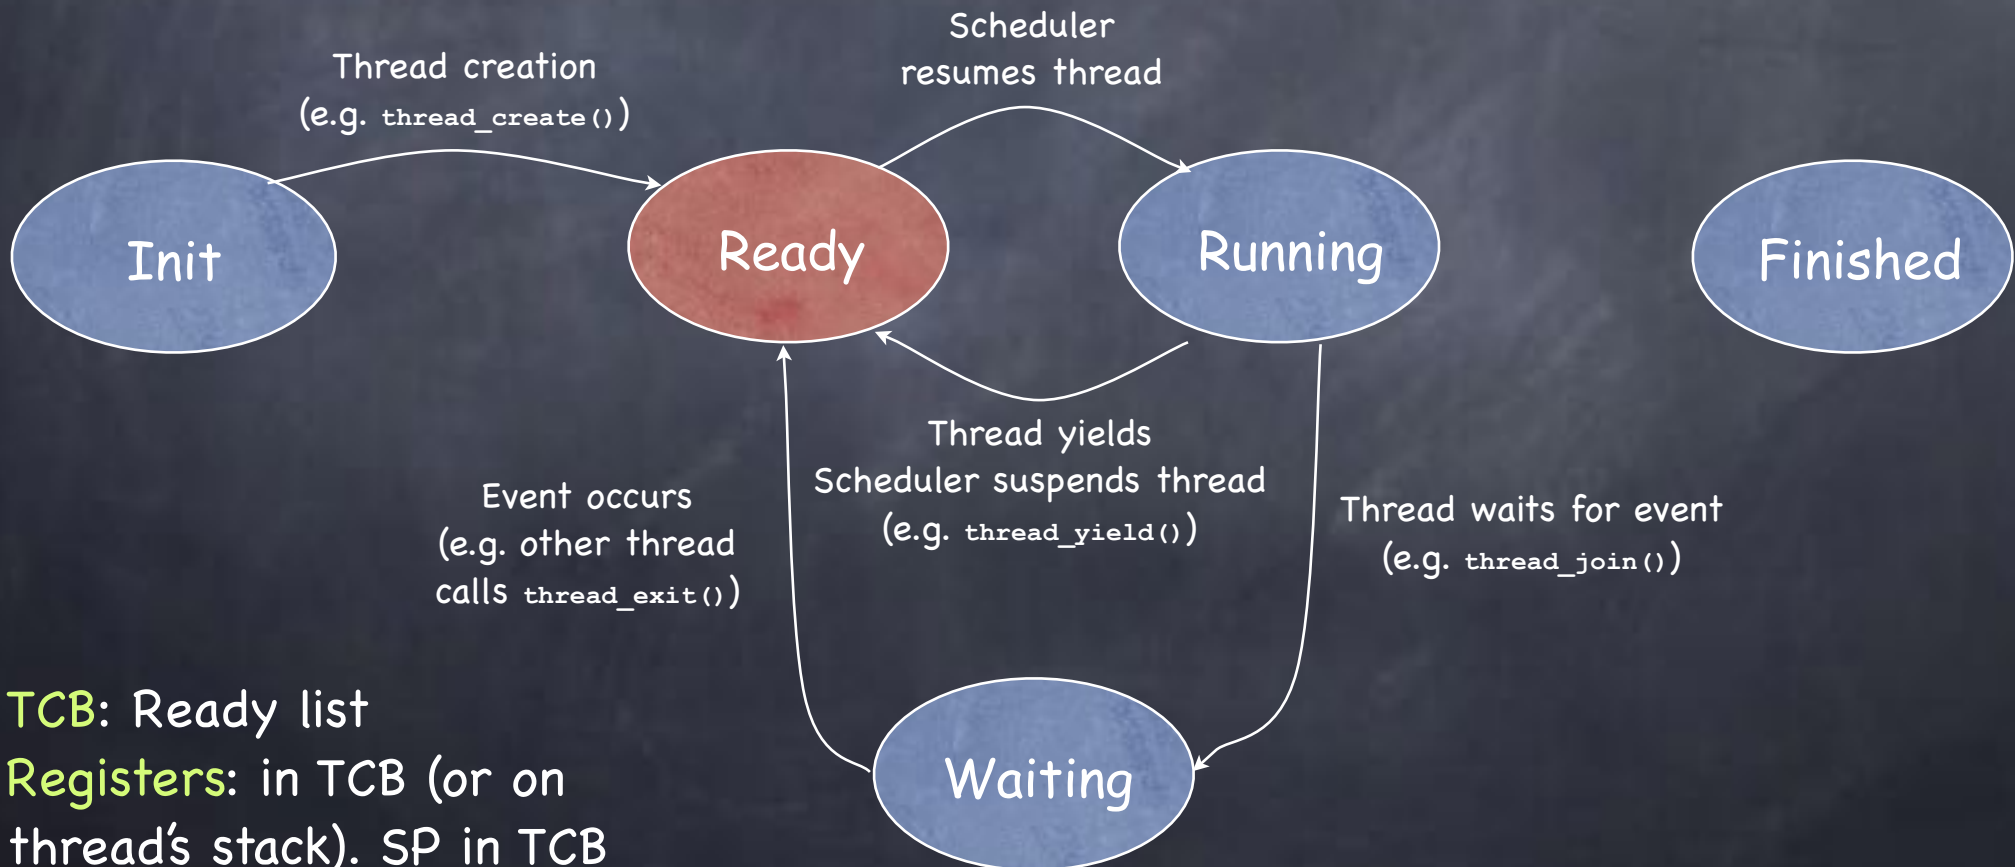 Scheduler
resumes thread
Thread creation
(e.g. thread_create())
Init
Ready
Running
Finished
Thread yields
Scheduler suspends thread
(e.g. thread_yield())
Event occurs
(e.g. other thread
calls thread_exit())
Thread waits for event
(e.g. thread_join())
Waiting
TCB: Ready list
Registers: in TCB (or on
thread's stack). SP in TCB